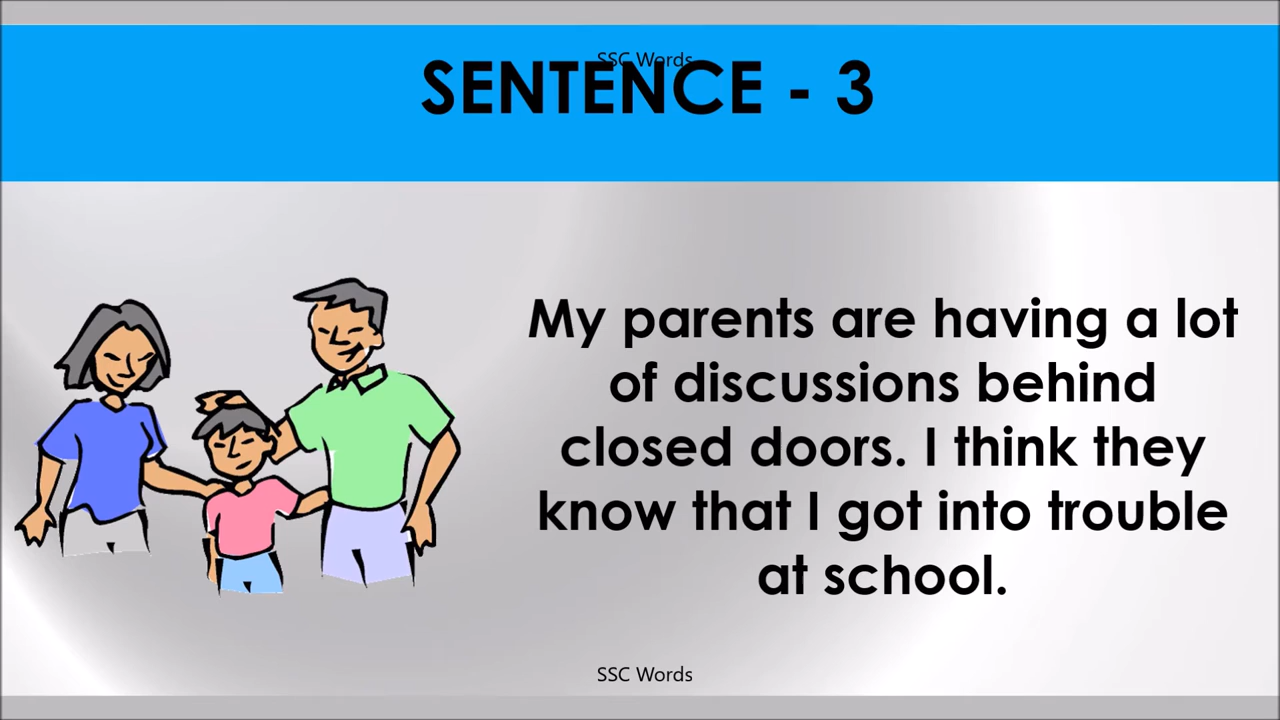 SSC Words
SENTENCE - 3
My parents are having a lot
of discussions behind
closed doors. I think they
know that I got into trouble
at school.
SSC Words